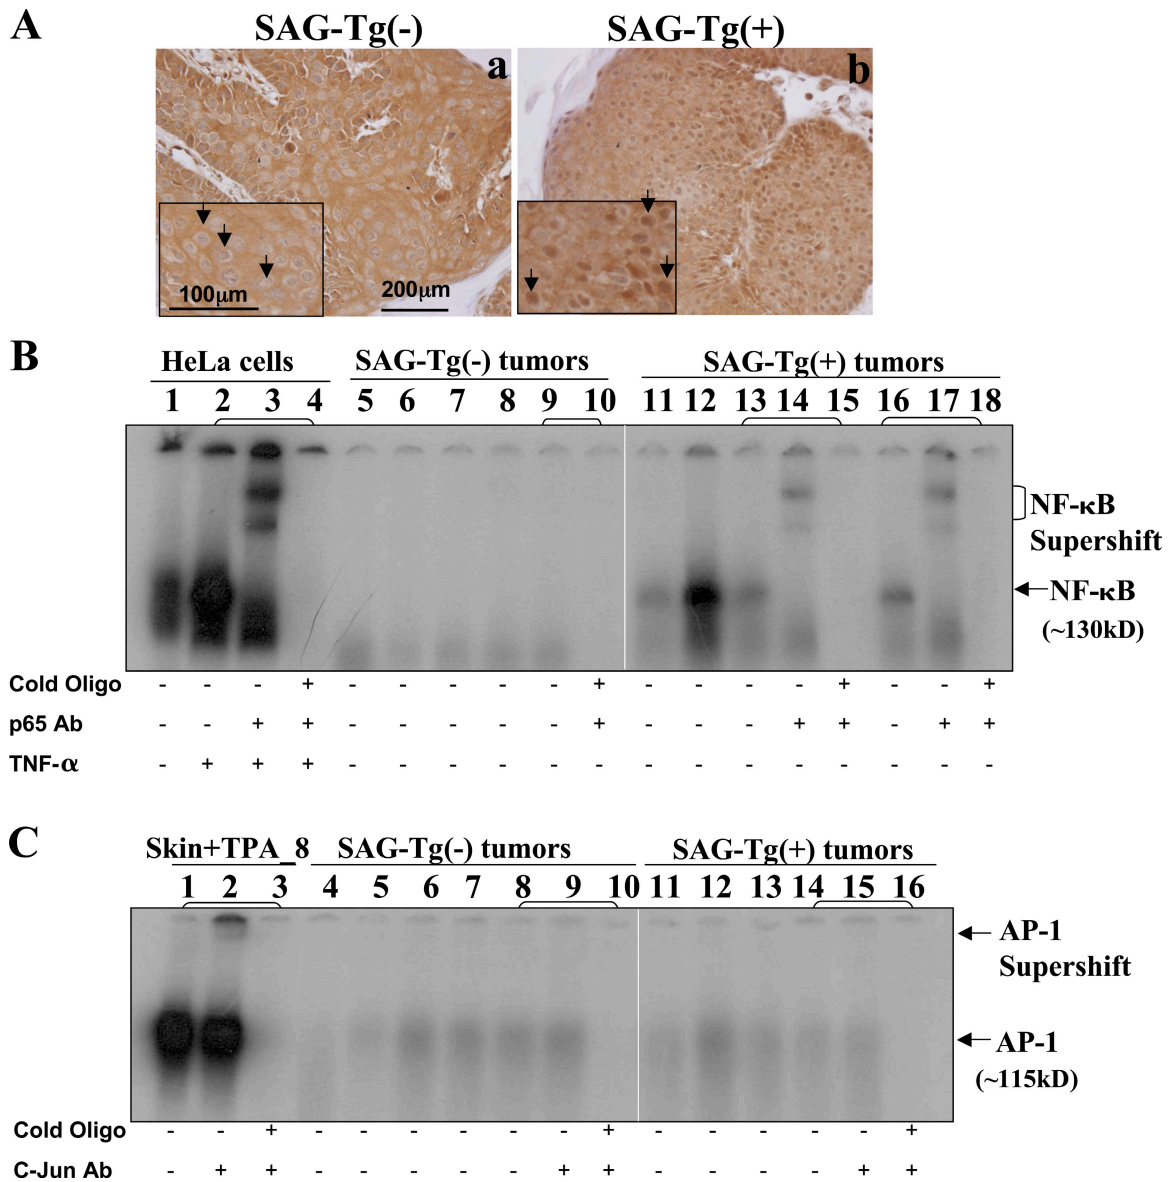 A
SAG-Tg(-) SAG-Tg(+)
a b
100μm 200μm
B
HeLa cells SAG-Tg(-) tumors SAG-Tg(+) tumors
1 2 3 4 5 6 7 8 9 10 11 12 13 14 15 16 17 18
NF-κB
Supershift
NF-κB
(~130kD)
Cold Oligo - - - + - - - - - + - - - - + - - +
p65 Ab - - + + - - - - - + - - - + + - + +
TNF-α - + + + - - - - - - - - - - - - - -
C
Skin+TPA_8 SAG-Tg(-) tumors SAG-Tg(+) tumors
1 2 3 4 5 6 7 8 9 10 11 12 13 14 15 16
AP-1
Supershift
AP-1
(~115kD)
Cold Oligo - - + - - - - - - + - - - - - +
C-Jun Ab - + + - - - - - + + - - - - + +